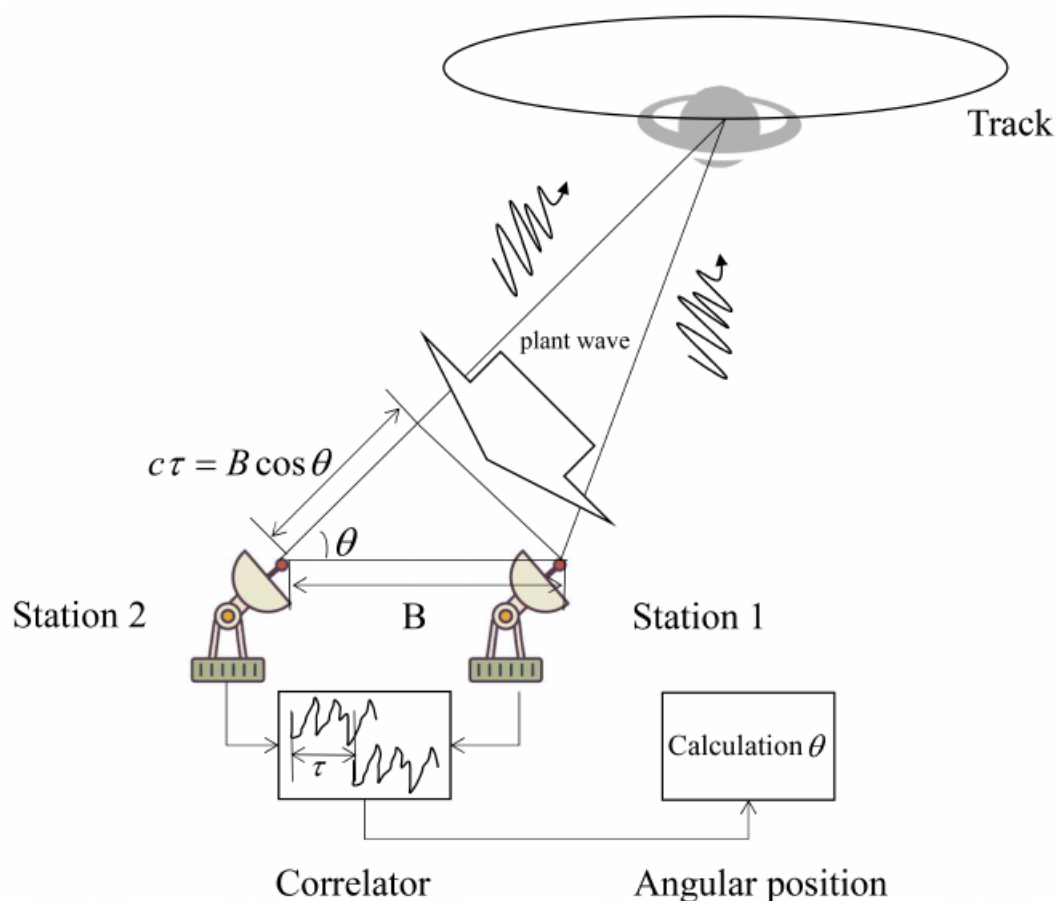 Track
plant wave
cτ = B cos θ
θ
Station 2
B
Station 1
τ
Calculation θ
Correlator
Angular position